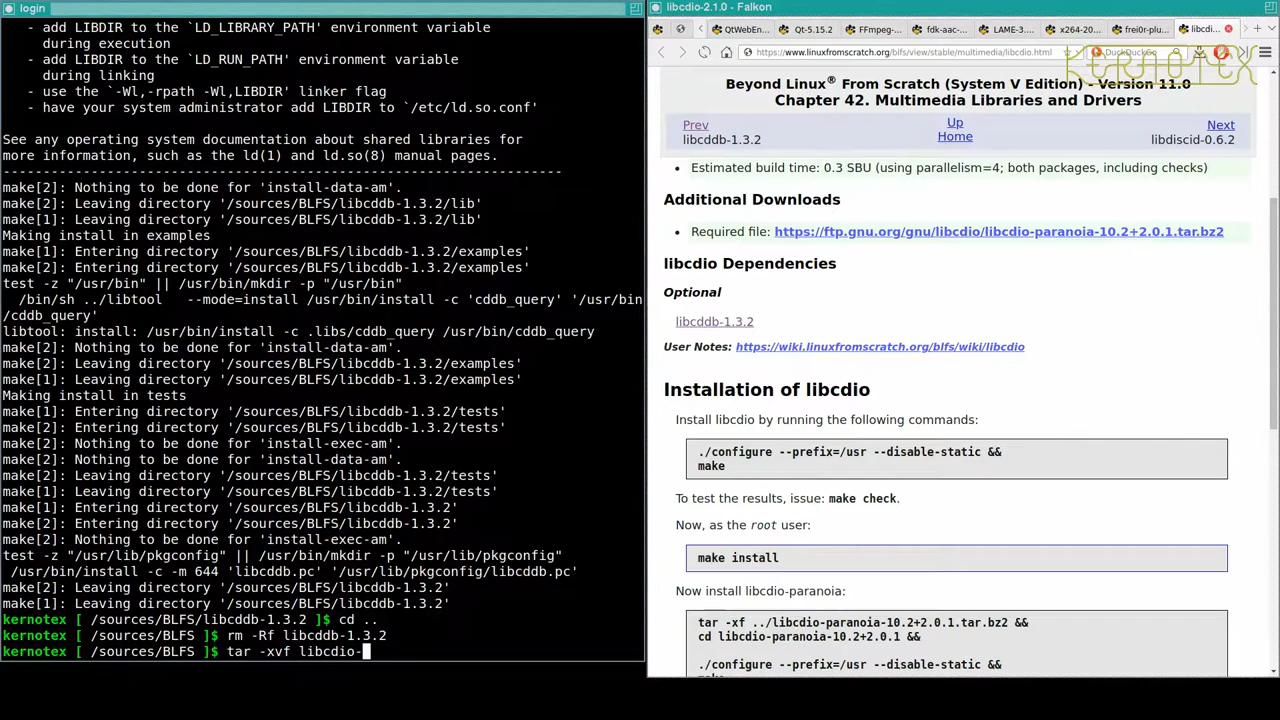 login
- add LIBDIR to the `LD_LIBRARY_PATH' environment variable
during execution
- add LIBDIR to the `LD_RUN_PATH' environment variable
during linking
- use the `-Wl,-rpath -Wl,LIBDIR' linker flag
- have your system administrator add LIBDIR to `/etc/ld.so.conf'
See any operating system documentation about shared libraries for
more information, such as the ld(1) and ld.so(8) manual pages.
----------------------------------------------------------------------
make[2]: Nothing to be done for 'install-data-am'.
make[2]: Leaving directory '/sources/BLFS/libcddb-1.3.2/lib'
make[1]: Leaving directory '/sources/BLFS/libcddb-1.3.2/lib'
Making install in examples
make[1]: Entering directory '/sources/BLFS/libcddb-1.3.2/examples'
make[2]: Entering directory '/sources/BLFS/libcddb-1.3.2/examples'
test -z "/usr/bin" || /usr/bin/mkdir -p "/usr/bin"
/bin/sh ../libtool   --mode=install /usr/bin/install -c 'cddb_query' '/usr/bin
/cddb_query'
libtool: install: /usr/bin/install -c .libs/cddb_query /usr/bin/cddb_query
make[2]: Nothing to be done for 'install-data-am'.
make[2]: Leaving directory '/sources/BLFS/libcddb-1.3.2/examples'
make[1]: Leaving directory '/sources/BLFS/libcddb-1.3.2/examples'
Making install in tests
make[1]: Entering directory '/sources/BLFS/libcddb-1.3.2/tests'
make[2]: Entering directory '/sources/BLFS/libcddb-1.3.2/tests'
make[2]: Nothing to be done for 'install-exec-am'.
make[2]: Nothing to be done for 'install-data-am'.
make[2]: Leaving directory '/sources/BLFS/libcddb-1.3.2/tests'
make[1]: Leaving directory '/sources/BLFS/libcddb-1.3.2/tests'
make[1]: Entering directory '/sources/BLFS/libcddb-1.3.2'
make[2]: Entering directory '/sources/BLFS/libcddb-1.3.2'
make[2]: Nothing to be done for 'install-exec-am'.
test -z "/usr/lib/pkgconfig" || /usr/bin/mkdir -p "/usr/lib/pkgconfig"
/usr/bin/install -c -m 644 'libcddb.pc' '/usr/lib/pkgconfig/libcddb.pc'
make[2]: Leaving directory '/sources/BLFS/libcddb-1.3.2'
make[1]: Leaving directory '/sources/BLFS/libcddb-1.3.2'
kernotex [ /sources/BLFS/libcddb-1.3.2 ]$ cd ..
kernotex [ /sources/BLFS ]$ rm -Rf libcddb-1.3.2
kernotex [ /sources/BLFS ]$ tar -xvf libcdio-
libcdio-2.1.0 - Falkon
QtWebEn... Qt-5.15.2 FFmpeg-... fdk-aac-... LAME-3.... x264-20... frei0r-plu... libcdi...
https://www.linuxfromscratch.org/blfs/view/stable/multimedia/libcdio.html DuckDuckGo
KERNOTEX
Beyond Linux® From Scratch (System V Edition) - Version 11.0
Chapter 42. Multimedia Libraries and Drivers
Prev Up Next
libcddb-1.3.2 Home libdiscid-0.6.2
• Estimated build time: 0.3 SBU (using parallelism=4; both packages, including checks)
Additional Downloads
• Required file: https://ftp.gnu.org/gnu/libcdio/libcdio-paranoia-10.2+2.0.1.tar.bz2
libcdio Dependencies
Optional
libcddb-1.3.2
User Notes: https://wiki.linuxfromscratch.org/blfs/wiki/libcdio
Installation of libcdio
Install libcdio by running the following commands:
./configure --prefix=/usr --disable-static &&
make
To test the results, issue: make check.
Now, as the root user:
make install
Now install libcdio-paranoia:
tar -xf ../libcdio-paranoia-10.2+2.0.1.tar.bz2 &&
cd libcdio-paranoia-10.2+2.0.1 &&
./configure --prefix=/usr --disable-static &&